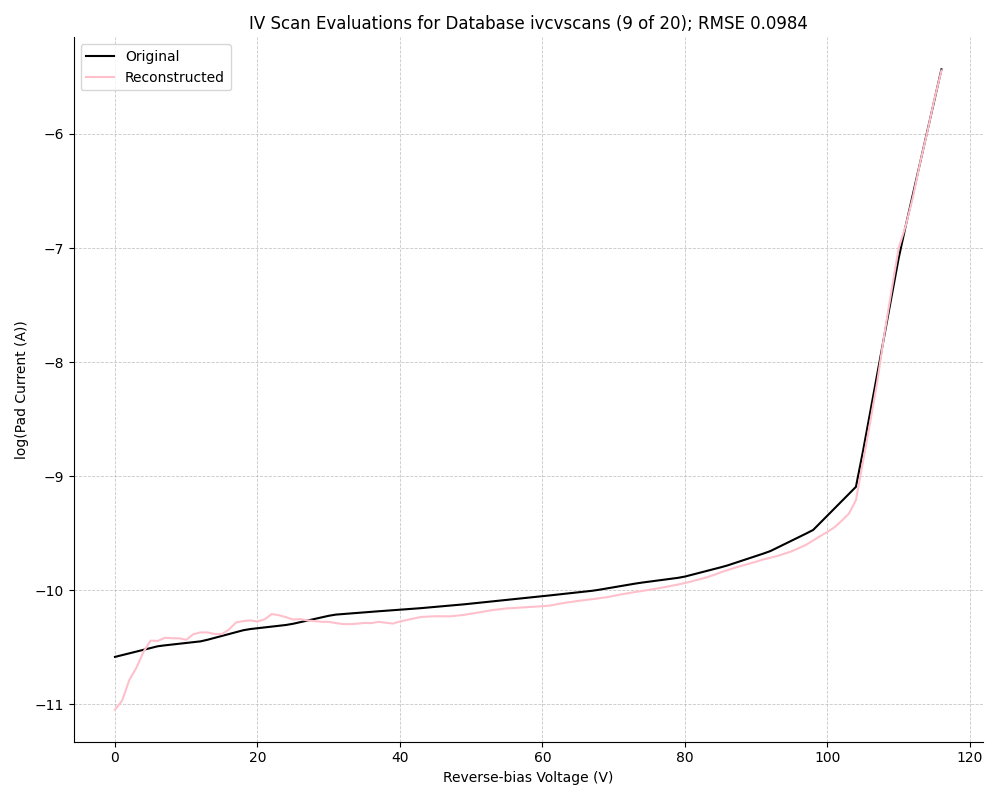 IV Scan Evaluations for Database ivcvscans (9 of 20); RMSE 0.0984
Original
Reconstructed
log(Pad Current (A))
−6
−7
−8
−9
−10
−11
0 20 40 60 80 100 120
Reverse-bias Voltage (V)